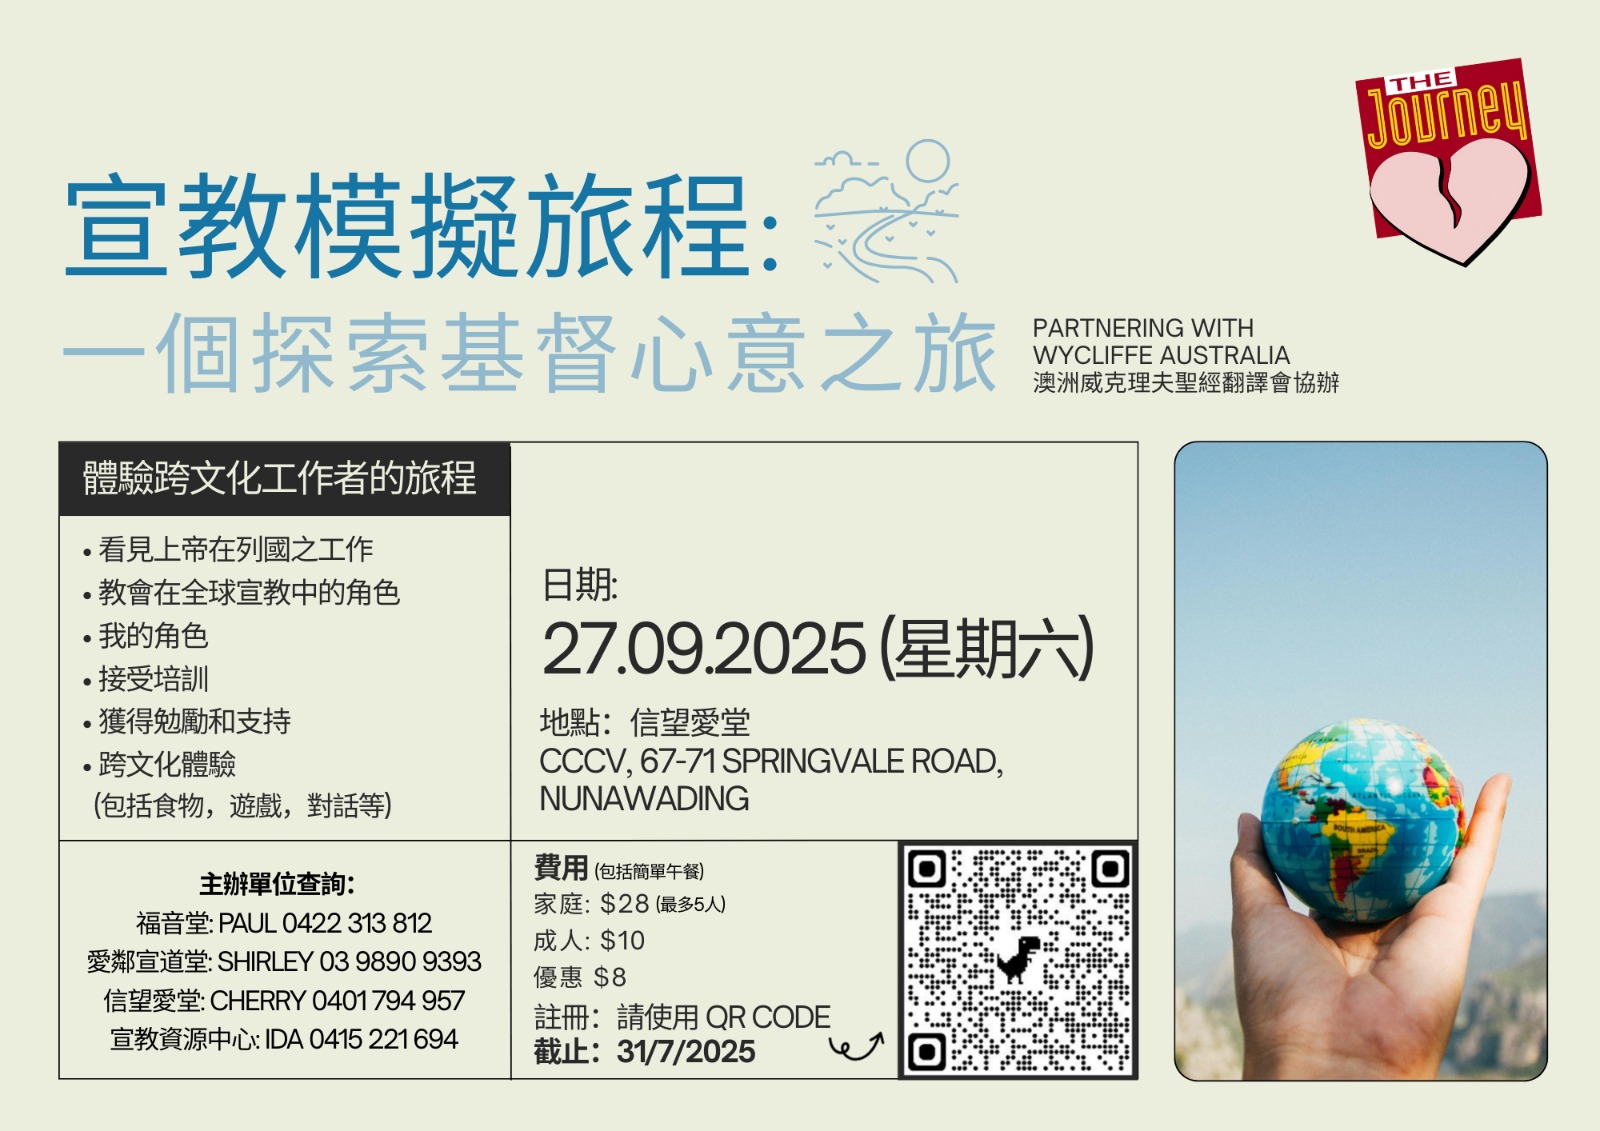 THE
Journey
宣教模擬旅程:
一個探索基督心意之旅
PARTNERING WITH
WYCLIFFE AUSTRALIA
澳洲威克理夫聖經翻譯會協辦
體驗跨文化工作者的旅程
• 看見上帝在列國之工作
• 教會在全球宣教中的角色
• 我的角色
• 接受培訓
• 獲得勉勵和支持
• 跨文化體驗
(包括食物，遊戲，對話等)
日期:
27.09.2025 (星期六)
地點：信望愛堂
CCCV, 67-71 SPRINGVALE ROAD,
NUNAWADING
主辦單位查詢：
福音堂: PAUL 0422 313 812
愛鄰宣道堂: SHIRLEY 03 9890 9393
信望愛堂: CHERRY 0401 794 957
宣教資源中心: IDA 0415 221 694
費用 (包括簡單午餐)
家庭: $28 (最多5人)
成人: $10
優惠 $8
註冊：請使用 QR CODE
截止：31/7/2025
SOUTH AMERICA
BRAZIL